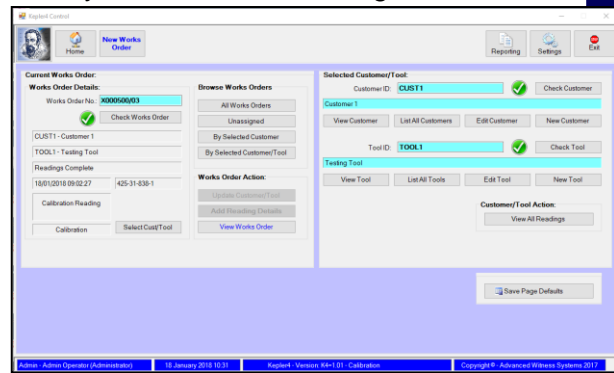 Kepler4 Control
Home
New Works Order
Reporting
Settings
Exit
Current Works Order:
Works Order Details:
Works Order No.: X000500/03
Check Works Order
CUST1 - Customer 1
TOOL1 - Testing Tool
Readings Complete
18/01/2018 09:02:27 425-31-838-1
Calibration Reading
Calibration
Select Cust/Tool
Browse Works Orders
All Works Orders
Unassigned
By Selected Customer
By Selected Customer/Tool
Works Order Action:
Update Customer/Tool
Add Reading Details
View Works Order
Selected Customer/Tool:
Customer ID: CUST1
Check Customer
Customer 1
View Customer
List All Customers
Edit Customer
New Customer
Tool ID: TOOL1
Check Tool
Testing Tool
View Tool
List All Tools
Edit Tool
New Tool
Customer/Tool Action:
View All Readings
Save Page Defaults
Admin - Admin Operator (Administrator)
18 January 2018 10:31
Kepler4 - Version: K4-1.01 - Calibration
Copyright © - Advanced Witness Systems 2017